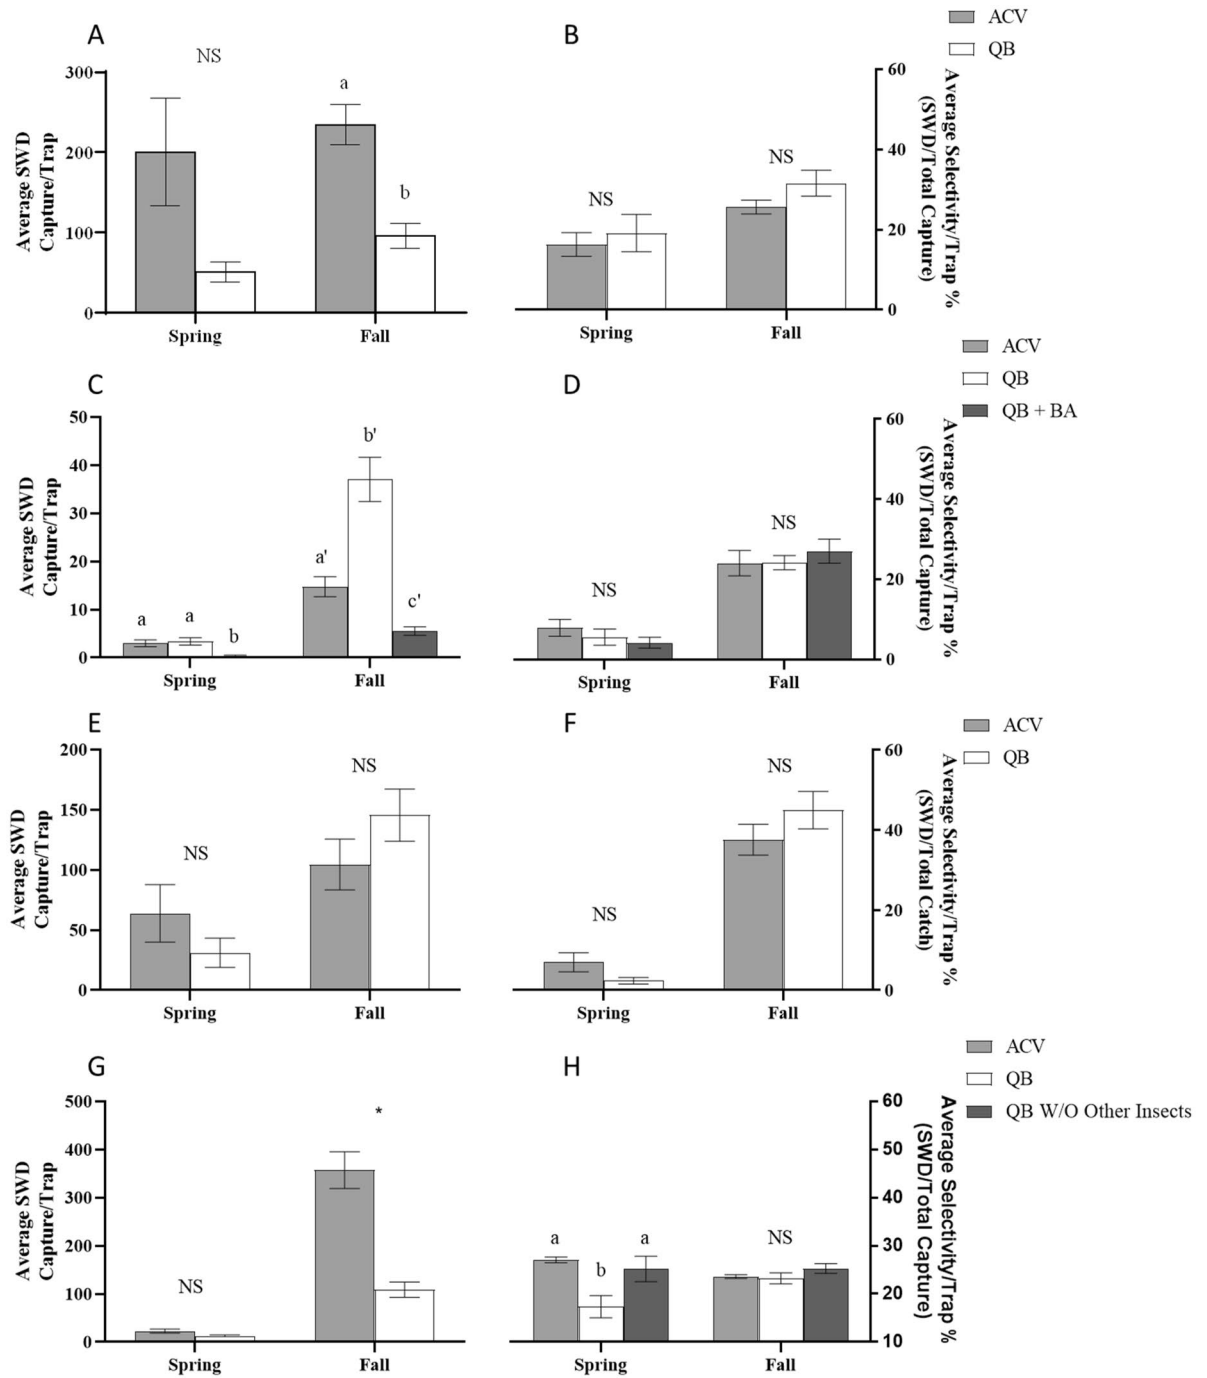 A
NS
300
200
100
0
a
b
Average SWD
Capture/Trap
Spring
Fall
B
ACV
QB
NS
NS
60
40
20
0
Average Selectivity/Trap %
(SWD/Total Capture)
Spring
Fall
C
50
40
30
20
10
0
a
a
b
a'
b'
c'
Average SWD
Capture/Trap
Spring
Fall
D
ACV
QB
QB + BA
NS
NS
60
40
20
0
Average Selectivity/Trap %
(SWD/Total Capture)
Spring
Fall
E
200
150
100
50
0
NS
NS
Average SWD
Capture/Trap
Spring
Fall
F
ACV
QB
NS
NS
60
40
20
0
Average Selectivity/Trap %
(SWD/Total Catch)
Spring
Fall
G
500
400
300
200
100
0
NS
*
Average SWD
Capture/Trap
Spring
Fall
H
ACV
QB
QB W/O Other Insects
a
b
a
NS
60
50
40
30
20
10
Average Selectivity/Trap %
(SWD/Total Capture)
Spring
Fall